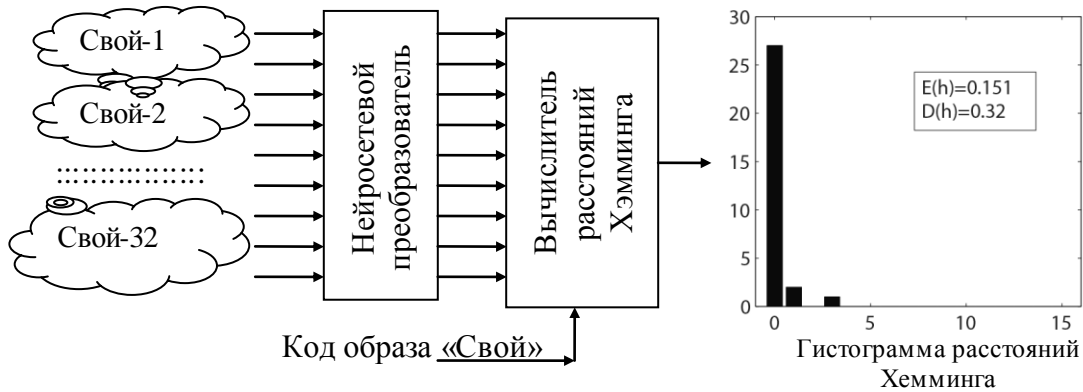 Свой-1
Свой-2
Свой-32
Нейросетевой
преобразователь
Вычислитель
расстояний
Хэмминга
Код образа «Свой»
30
25
20
15
10
5
0
E(h)=0.151
D(h)=0.32
0 5 10 15
Гистограмма расстояний
Хемминга